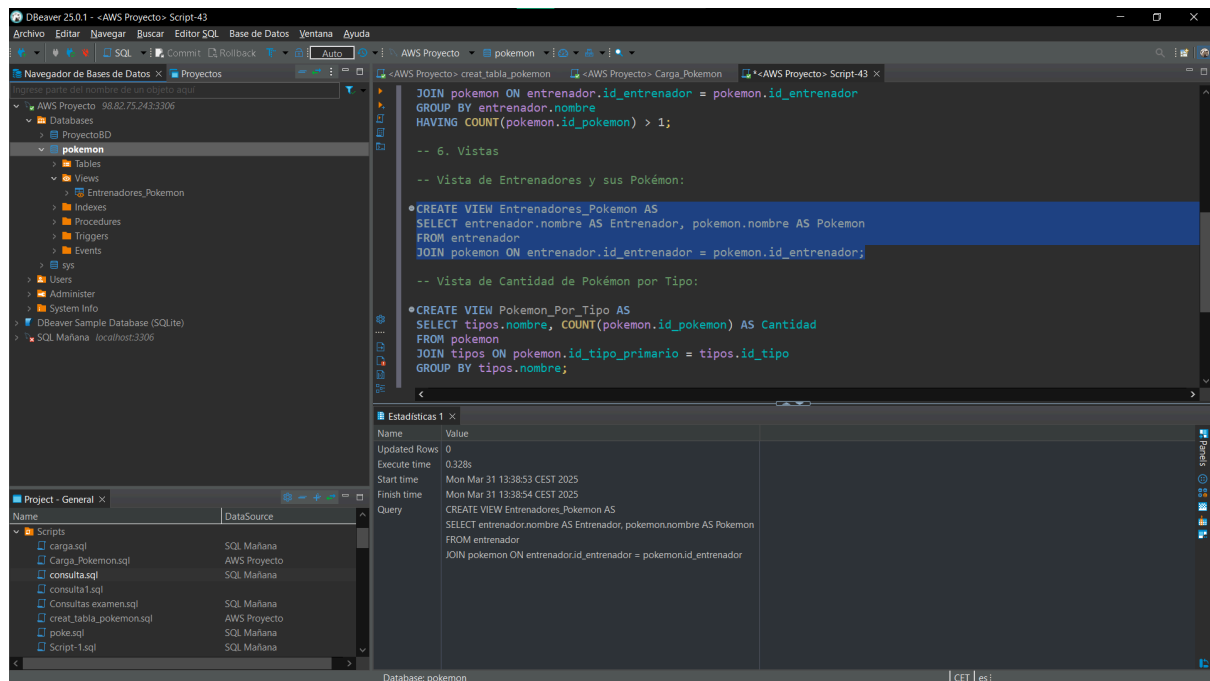 DBeaver 25.0.1 - <AWS Proyecto> Script-43
Archivo Editar Navegar Buscar Editor SQL Base de Datos Ventana Ayuda
SQL Commit Rollback Auto AWS Proyecto pokemon
Navegador de Bases de Datos Proyectos
Ingrese parte del nombre de un objeto aquí
AWS Proyecto 98.82.75.243:3306
Databases
ProyectoBD
pokemon
Tables
Views
Entrenadores_Pokemon
Indexes
Procedures
Triggers
Events
sys
Users
Administer
System Info
DBeaver Sample Database (SQLite)
SQL Mañana localhost:3306
Project - General
Name DataSource
Scripts
carga.sql SQL Mañana
Carga_Pokemon.sql AWS Proyecto
consulta.sql SQL Mañana
consulta1.sql
Consultas examen.sql SQL Mañana
creat_tabla_pokemon.sql AWS Proyecto
poke.sql SQL Mañana
Script-1.sql SQL Mañana
<AWS Proyecto> creat_tabla_pokemon <AWS Proyecto> Carga_Pokemon *<AWS Proyecto> Script-43
JOIN pokemon ON entrenador.id_entrenador = pokemon.id_entrenador
GROUP BY entrenador.nombre
HAVING COUNT(pokemon.id_pokemon) > 1;
-- 6. Vistas
-- Vista de Entrenadores y sus Pokémon:
CREATE VIEW Entrenadores_Pokemon AS
SELECT entrenador.nombre AS Entrenador, pokemon.nombre AS Pokemon
FROM entrenador
JOIN pokemon ON entrenador.id_entrenador = pokemon.id_entrenador;
-- Vista de Cantidad de Pokémon por Tipo:
CREATE VIEW Pokemon_Por_Tipo AS
SELECT tipos.nombre, COUNT(pokemon.id_pokemon) AS Cantidad
FROM pokemon
JOIN tipos ON pokemon.id_tipo_primario = tipos.id_tipo
GROUP BY tipos.nombre;
Estadísticas 1
Name Value
Updated Rows 0
Execute time 0.328s
Start time Mon Mar 31 13:38:53 CEST 2025
Finish time Mon Mar 31 13:38:54 CEST 2025
Query CREATE VIEW Entrenadores_Pokemon AS
SELECT entrenador.nombre AS Entrenador, pokemon.nombre AS Pokemon
FROM entrenador
JOIN pokemon ON entrenador.id_entrenador = pokemon.id_entrenador
Panels
Database: pokemon CET es